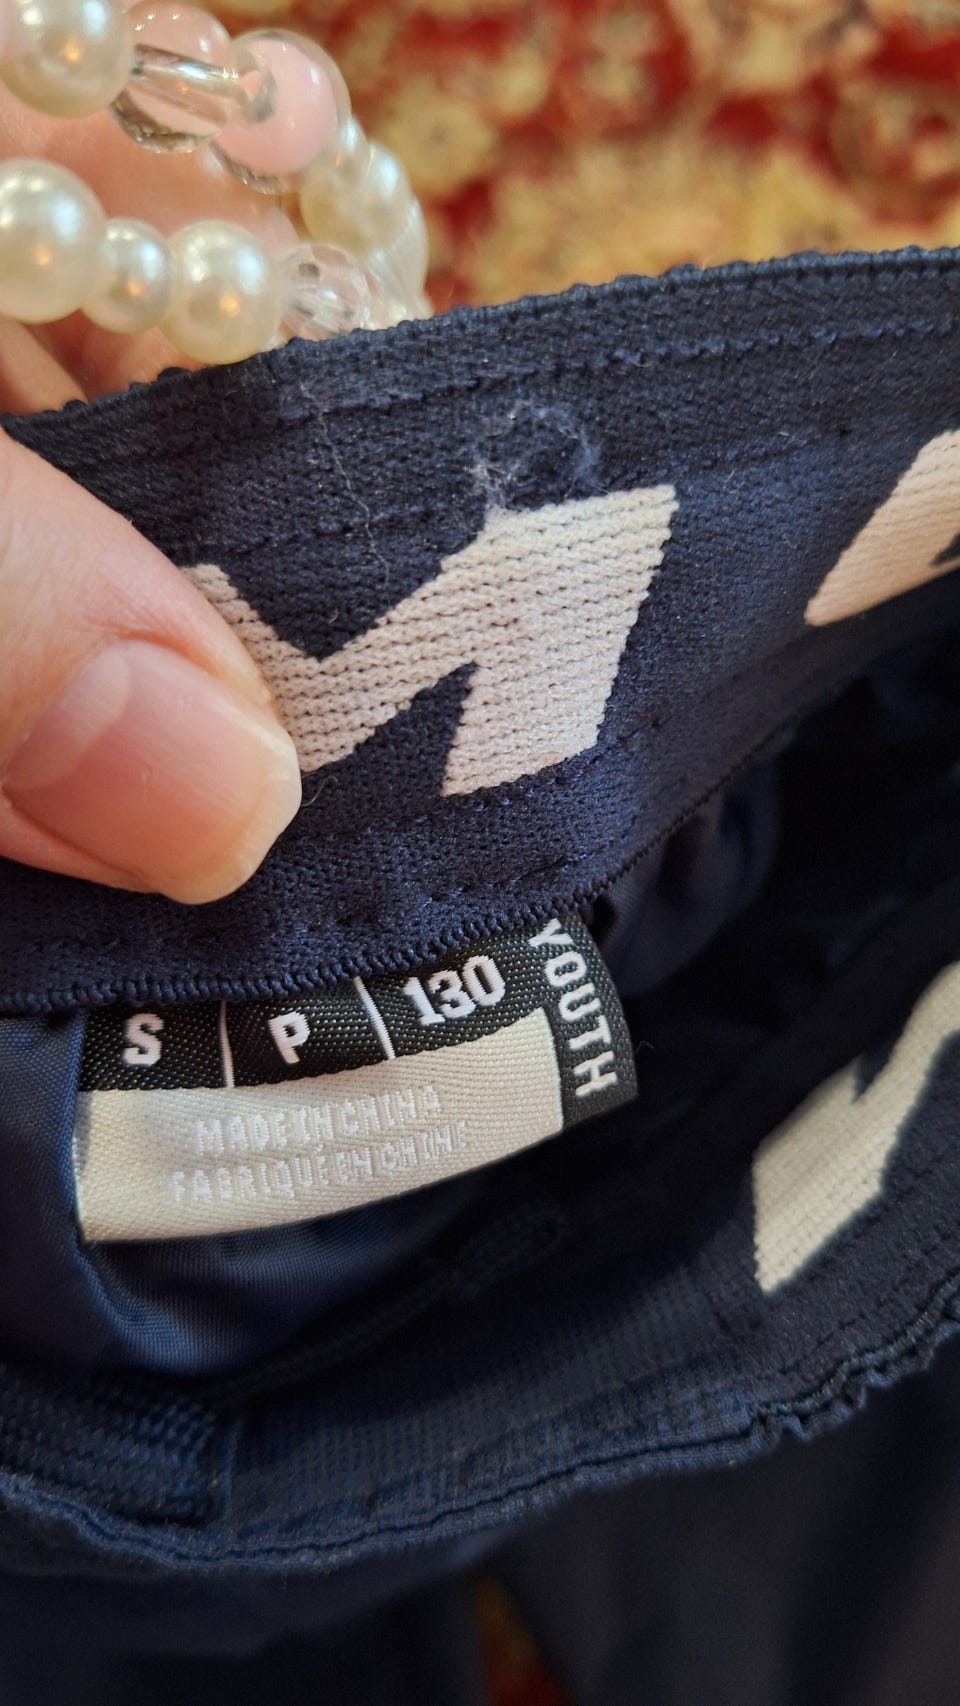 M
S | P | 130
YOUTH
MADE IN CHINA
FABRIQUÉ EN CHINE